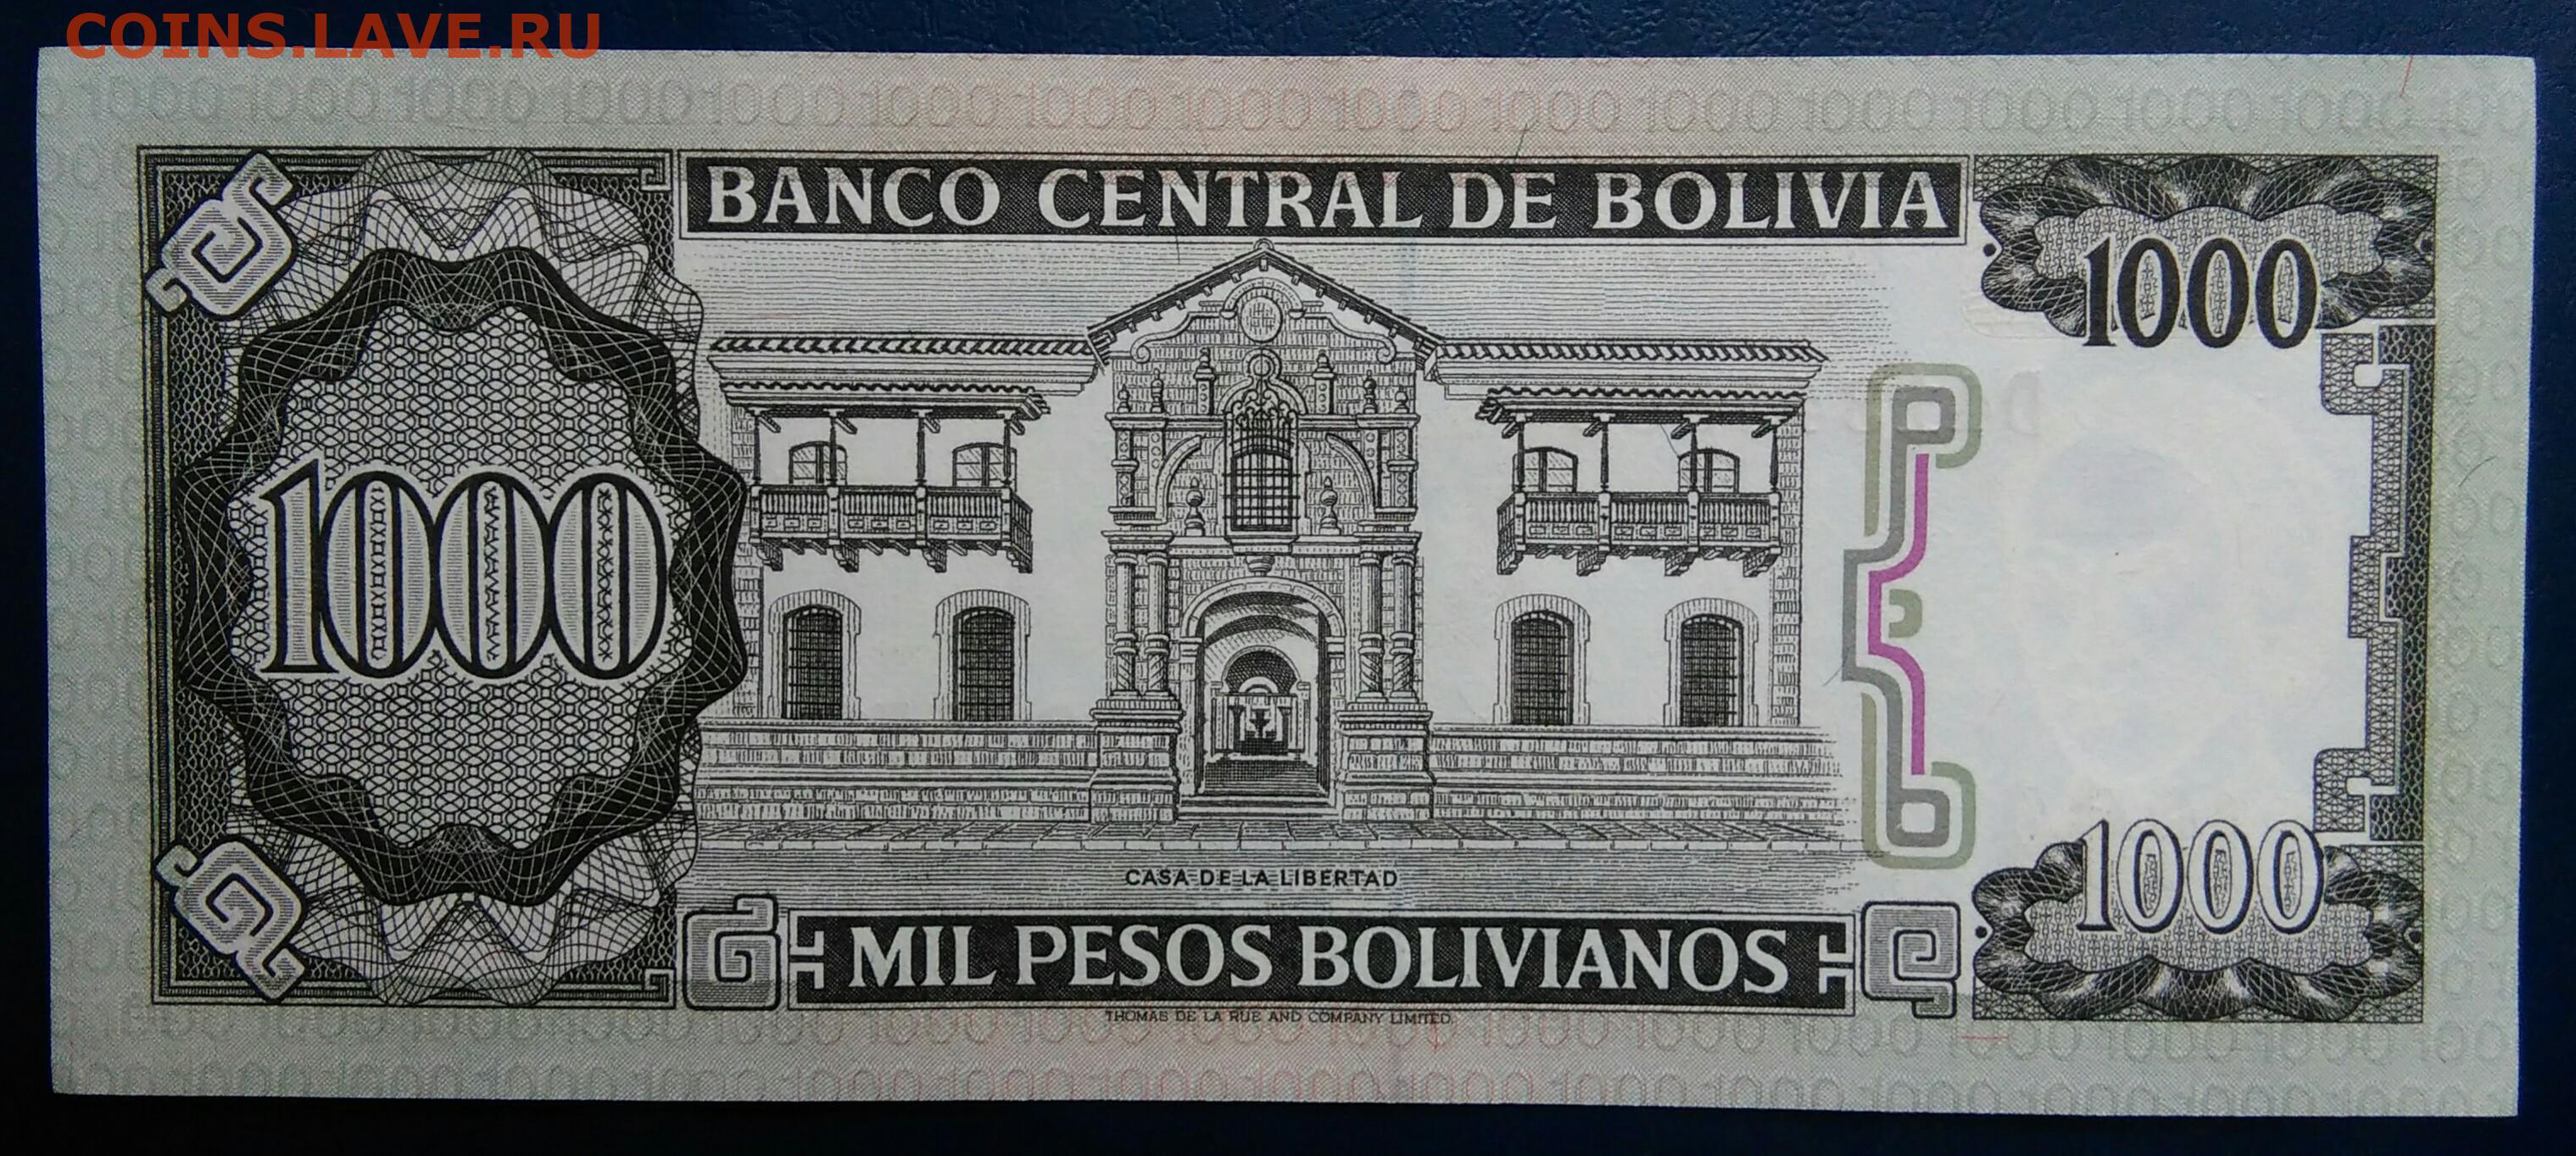 COINS.LAVE.RU
BANCO CENTRAL DE BOLIVIA
1000
1000
CASA DE LA LIBERTAD
1000
MIL PESOS BOLIVIANOS
THOMAS DE LA RUE AND COMPANY LIMITED.